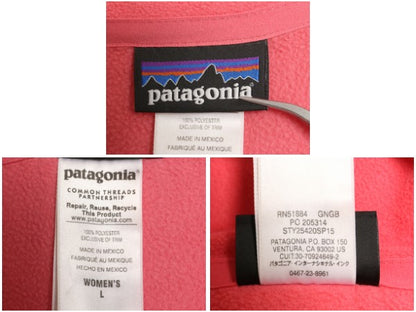 patagonia
100% POLYESTER
EXCLUSIVE OF TRIM
MADE IN MEXICO
FABRIQUÉ AU MEXIQUE
patagonia®
COMMON THREADS
PARTNERSHIP
Repair, Reuse, Recycle
This Product
www.patagonia.com
100% POLYESTER
EXCLUSIVE OF TRIM
MADE IN MEXICO
FABRIQUÉ AU MEXIQUE
HECHO EN MEXICO
WOMEN'S
L
RN51884 GNGB
PC 205314
STY25420SP15
PATAGONIA P.O. BOX 150
VENTURA, CA 93002 US
CUIT:30-70924649-2
パタゴニア・インターナショナル・インク
0467-23-8961